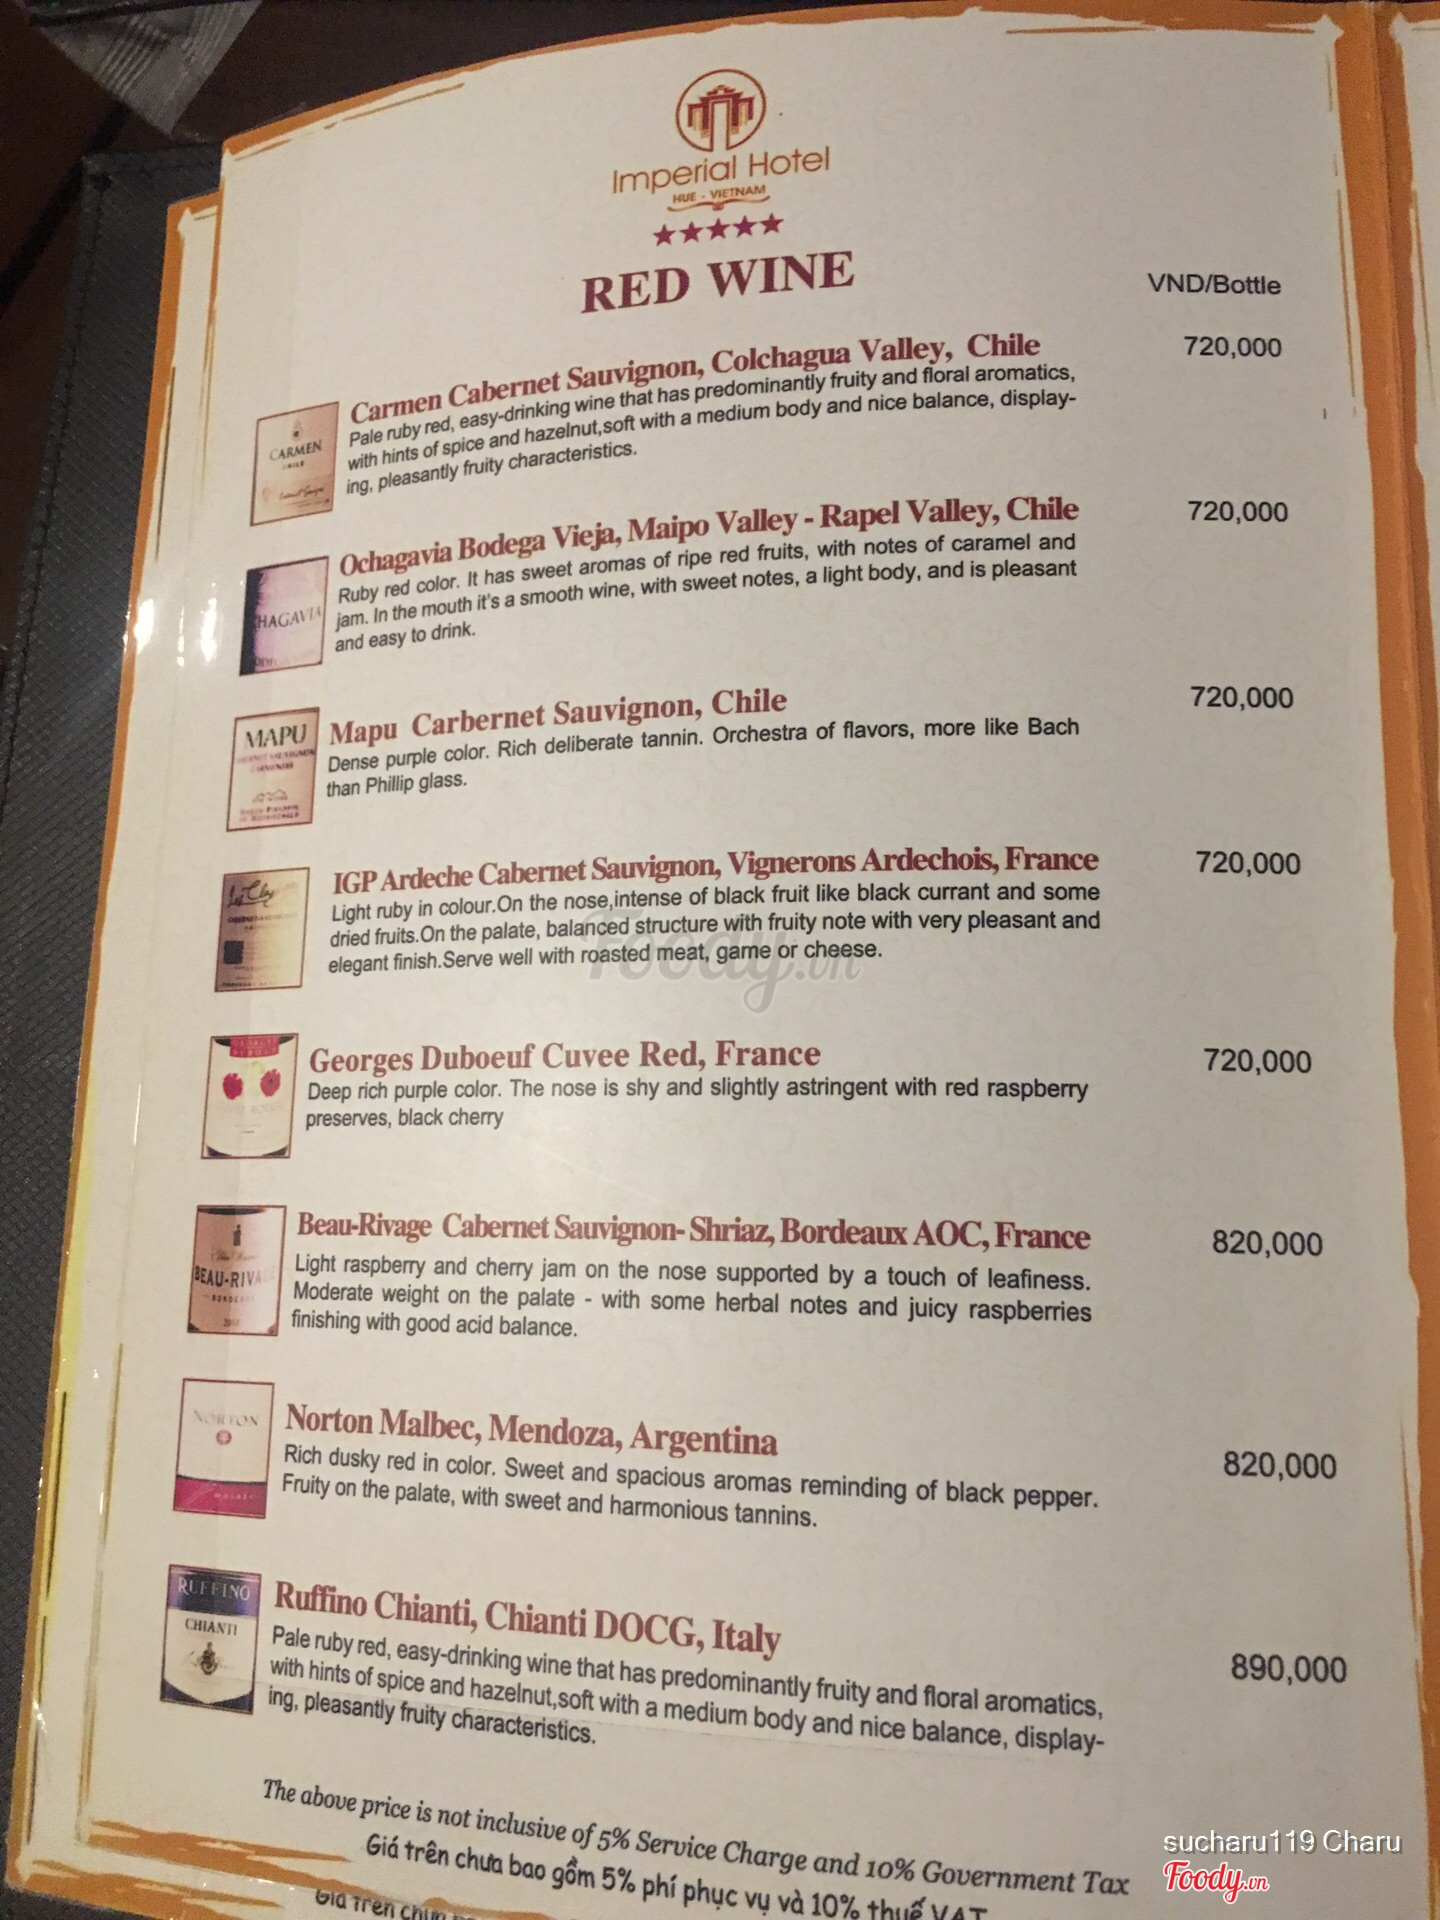 Imperial Hotel
HUE - VIETNAM
RED WINE
VND/Bottle
Carmen Cabernet Sauvignon, Colchagua Valley, Chile 720,000
Pale ruby red, easy-drinking wine that has predominantly fruity and floral aromatics,
with hints of spice and hazelnut,soft with a medium body and nice balance, display-
ing, pleasantly fruity characteristics.
CARMEN
CHILE
Ochagavia Bodega Vieja, Maipo Valley - Rapel Valley, Chile 720,000
Ruby red color. It has sweet aromas of ripe red fruits, with notes of caramel and
jam. In the mouth it's a smooth wine, with sweet notes, a light body, and is pleasant
and easy to drink.
HAGAVIA
Mapu Carbernet Sauvignon, Chile 720,000
Dense purple color. Rich deliberate tannin. Orchestra of flavors, more like Bach
than Phillip glass.
MAPU
IGP Ardeche Cabernet Sauvignon, Vignerons Ardechois, France 720,000
Light ruby in colour.On the nose,intense of black fruit like black currant and some
dried fruits.On the palate, balanced structure with fruity note with very pleasant and
elegant finish.Serve well with roasted meat, game or cheese.
Foody.vn
Georges Duboeuf Cuvee Red, France 720,000
Deep rich purple color. The nose is shy and slightly astringent with red raspberry
preserves, black cherry
Beau-Rivage Cabernet Sauvignon- Shriaz, Bordeaux AOC, France 820,000
Light raspberry and cherry jam on the nose supported by a touch of leafiness.
Moderate weight on the palate - with some herbal notes and juicy raspberries
finishing with good acid balance.
BEAU-RIVAGE
BORDEAUX
Norton Malbec, Mendoza, Argentina 820,000
Rich dusky red in color. Sweet and spacious aromas reminding of black pepper.
Fruity on the palate, with sweet and harmonious tannins.
NORTON
MALBEC
Ruffino Chianti, Chianti DOCG, Italy 890,000
Pale ruby red, easy-drinking wine that has predominantly fruity and floral aromatics,
with hints of spice and hazelnut,soft with a medium body and nice balance, display-
ing, pleasantly fruity characteristics.
RUFFINO
CHIANTI
The above price is not inclusive of 5% Service Charge and 10% Government Tax
Giá trên chưa bao gồm 5% phí phục vụ và 10% thuế VAT
Giá trên chưa
sucharu119 Charu
Foody.vn